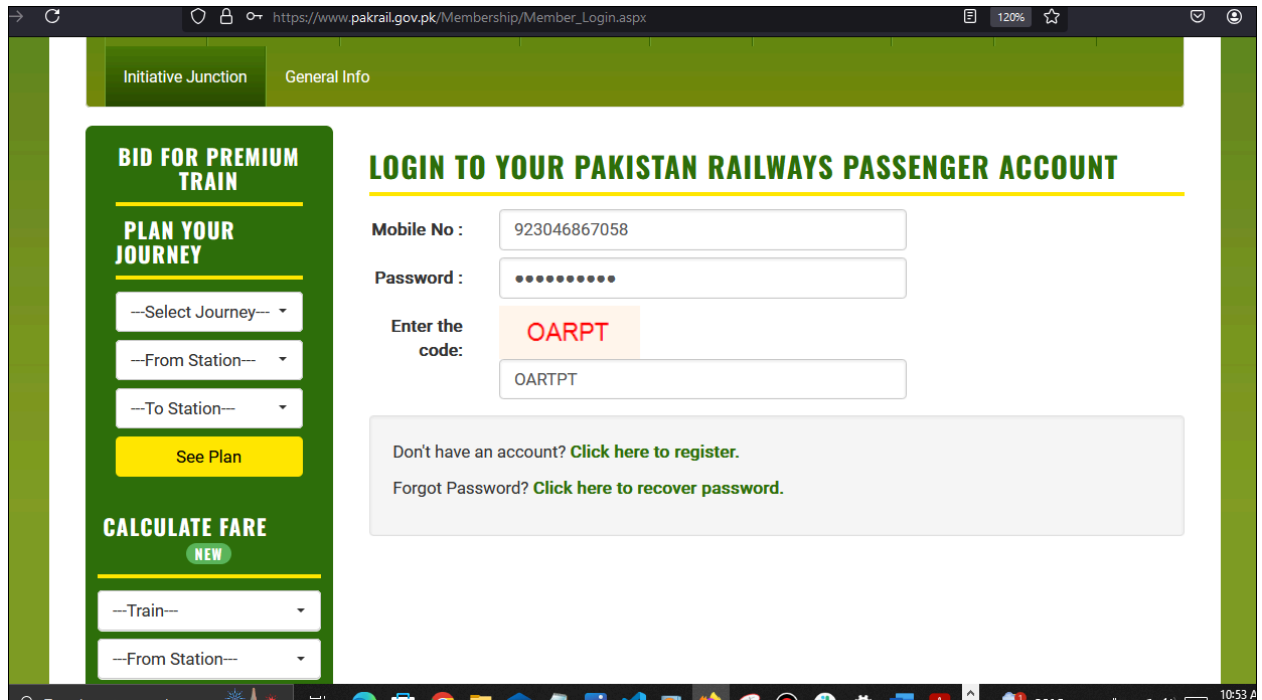 https://www.pakrail.gov.pk/Membership/Member_Login.aspx
120%
Initiative Junction
General Info
BID FOR PREMIUM
TRAIN
PLAN YOUR
JOURNEY
---Select Journey---
---From Station---
---To Station---
See Plan
CALCULATE FARE
NEW
---Train---
---From Station---
LOGIN TO YOUR PAKISTAN RAILWAYS PASSENGER ACCOUNT
Mobile No :
923046867058
Password :
••••••••••
Enter the
code:
OARPT
OARTPT
Don't have an account? Click here to register.
Forgot Password? Click here to recover password.
10:53 A